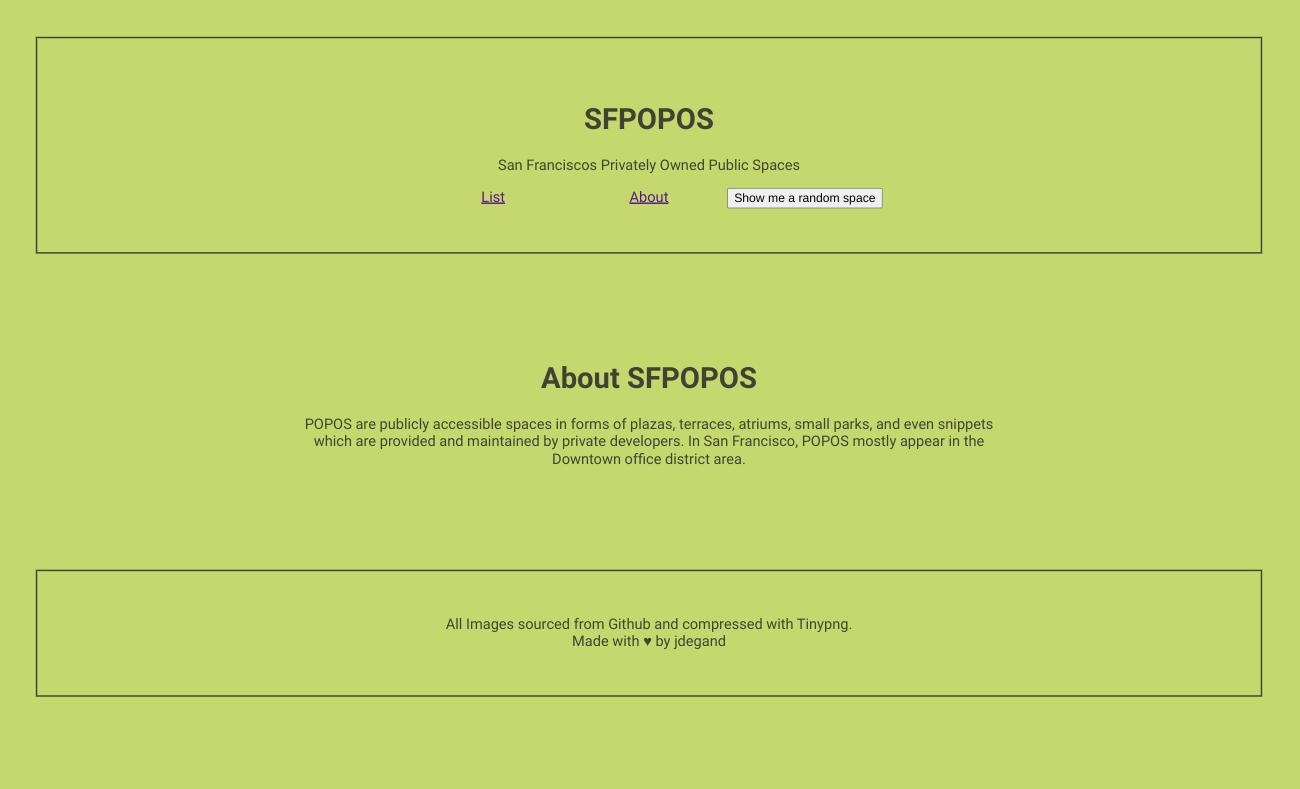 SFPOPOS
San Franciscos Privately Owned Public Spaces
List About Show me a random space
About SFPOPOS
POPOS are publicly accessible spaces in forms of plazas, terraces, atriums, small parks, and even snippets
which are provided and maintained by private developers. In San Francisco, POPOS mostly appear in the
Downtown office district area.
All Images sourced from Github and compressed with Tinypng.
Made with ♥ by jdegand